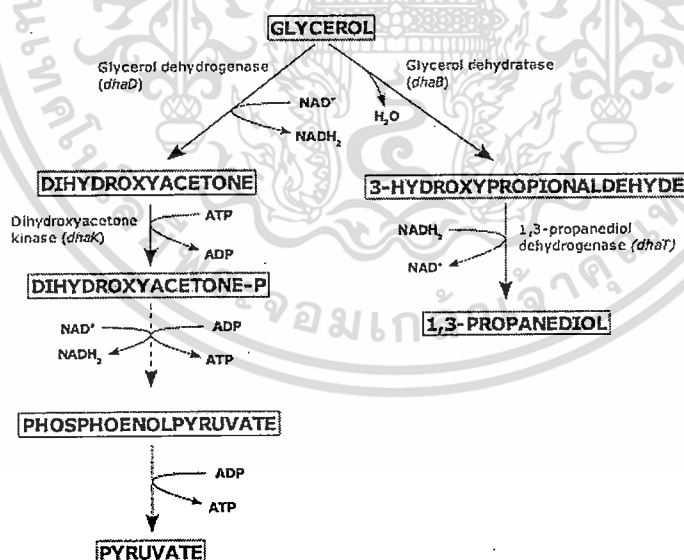 GLYCEROL
Glycerol dehydrogenase
(dhaD)
Glycerol dehydratase
(dhaB)
NAD⁺
NADH₂
H₂O
DIHYDROXYACETONE
3-HYDROXYPROPIONALDEHYDE
Dihydroxyacetone
kinase (dhaK)
ATP
ADP
NADH₂
NAD⁺
1,3-propanediol
dehydrogenase (dhaT)
DIHYDROXYACETONE-P
1,3-PROPANEDIOL
NAD⁺
NADH₂
ADP
ATP
PHOSPHOENOLPYRUVATE
ADP
ATP
PYRUVATE